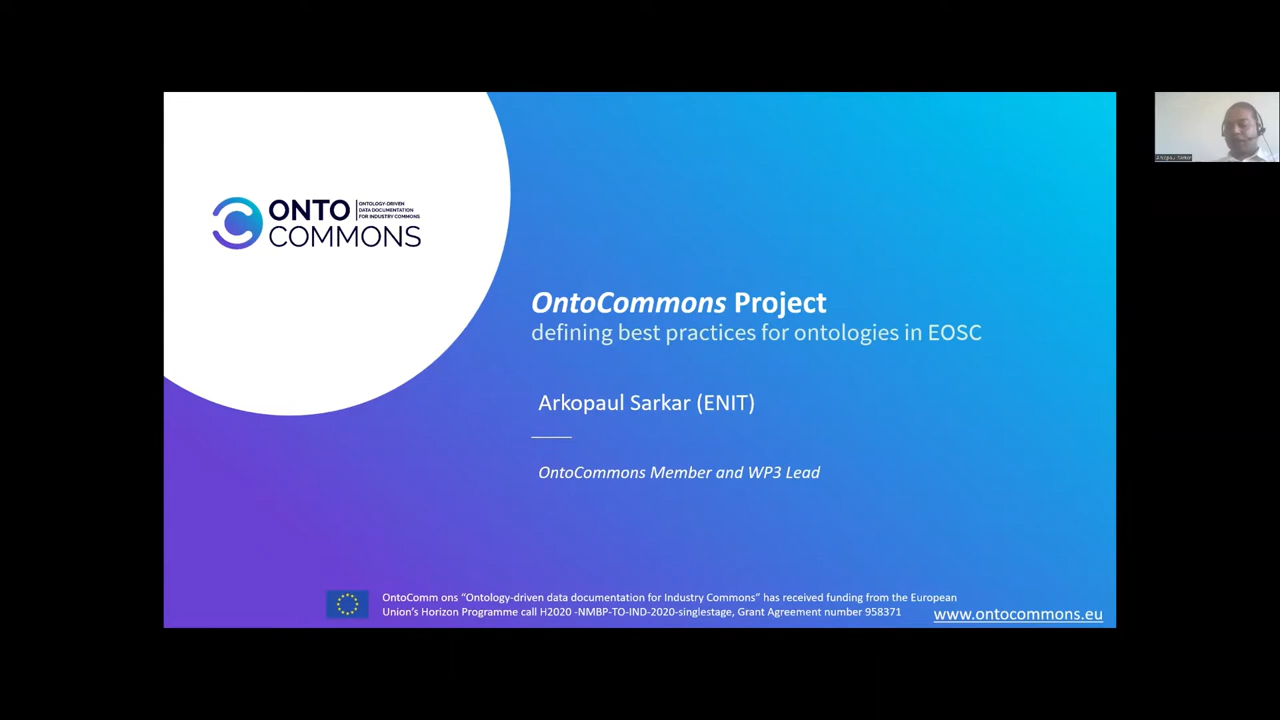 ONTO
COMMONS
ONTOLOGY-DRIVEN
DATA DOCUMENTATION
FOR INDUSTRY COMMONS
OntoCommons Project
defining best practices for ontologies in EOSC
Arkopaul Sarkar (ENIT)
OntoCommons Member and WP3 Lead
OntoComm ons “Ontology-driven data documentation for Industry Commons” has received funding from the European
Union’s Horizon Programme call H2020 -NMBP-TO-IND-2020-singlestage, Grant Agreement number 958371
www.ontocommons.eu
Arkopaul Sarkar